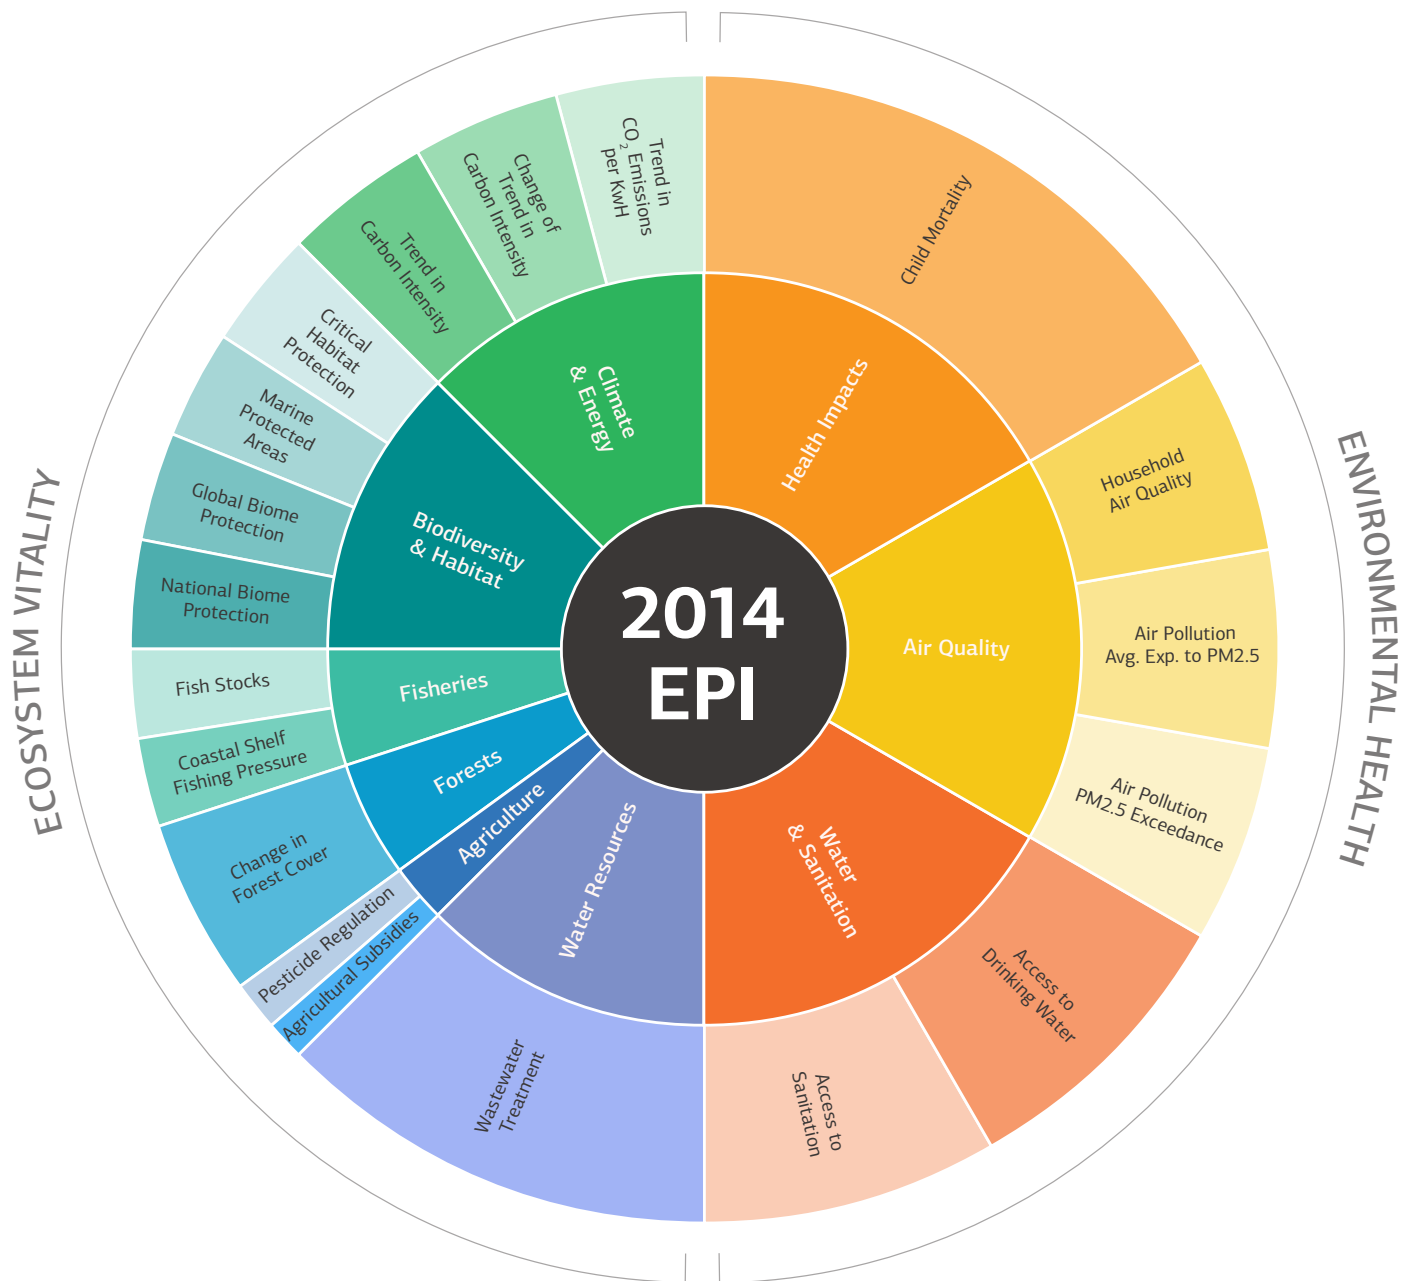 2014
EPI
ENVIRONMENTAL HEALTH
Health Impacts
Child Mortality
Air Quality
Household
Air Quality
Air Pollution
Avg. Exp. to PM2.5
Air Pollution
PM2.5 Exceedance
Water
& Sanitation
Access to
Drinking Water
Access to
Sanitation
ECOSYSTEM VITALITY
Water Resources
Wastewater
Treatment
Agriculture
Agricultural Subsidies
Pesticide Regulation
Forests
Change in
Forest Cover
Fisheries
Coastal Shelf
Fishing Pressure
Fish Stocks
Biodiversity
& Habitat
National Biome
Protection
Global Biome
Protection
Marine
Protected
Areas
Critical
Habitat
Protection
Climate
& Energy
Trend in
Carbon Intensity
Change of
Trend in
Carbon Intensity
Trend in
CO₂ Emissions
per KwH